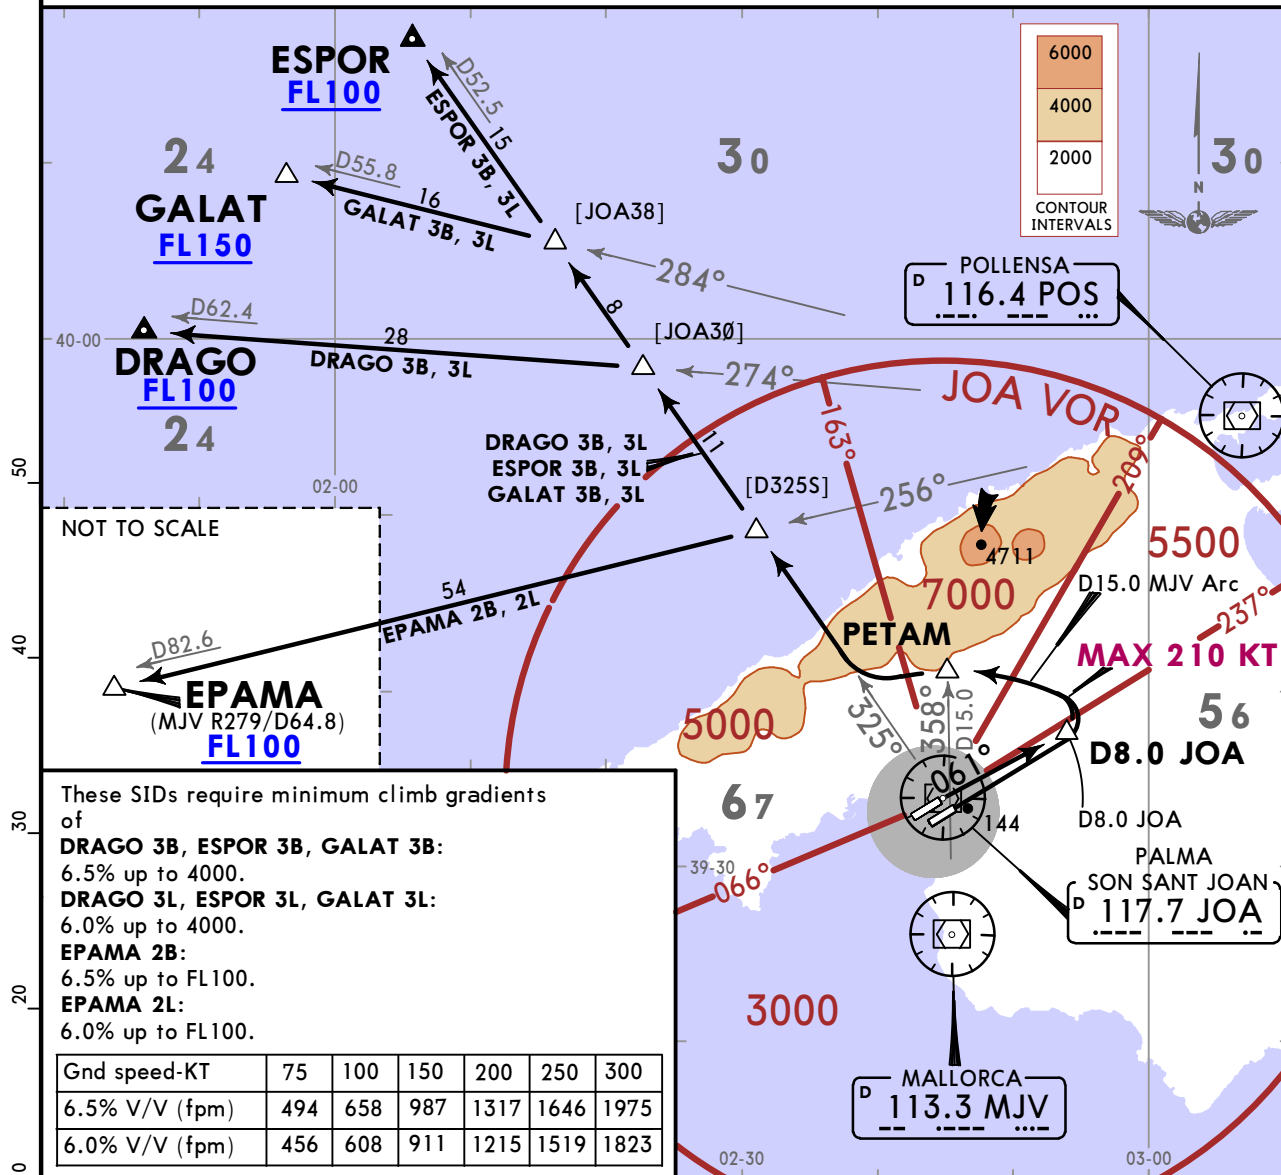 ESPOR
FL100
D52.5
15
ESPOR 3B, 3L
6000
4000
2000
CONTOUR
INTERVALS
24
30
30
N
D55.8
16
GALAT 3B, 3L
GALAT
FL150
[JOA38]
284°
8
POLLENSA
D 116.4 POS
D62.4
28
DRAGO 3B, 3L
40-00
DRAGO
FL100
24
[JOA3Ø]
274°
JOA VOR
163°
209°
11
DRAGO 3B, 3L
ESPOR 3B, 3L
GALAT 3B, 3L
50
02-00
[D325S]
256°
NOT TO SCALE
4711
5500
7000
D15.0 MJV Arc
237°
54
EPAMA 2B, 2L
D82.6
40
EPAMA
(MJV R279/D64.8)
FL100
PETAM
MAX 210 KT
325°
358°
D15.0
5000
56
D8.0 JOA
061°
67
144
D8.0 JOA
These SIDs require minimum climb gradients
of
DRAGO 3B, ESPOR 3B, GALAT 3B:
6.5% up to 4000.
DRAGO 3L, ESPOR 3L, GALAT 3L:
6.0% up to 4000.
EPAMA 2B:
6.5% up to FL100.
EPAMA 2L:
6.0% up to FL100.
30
39-30
066°
PALMA
SON SANT JOAN
D 117.7 JOA
20
3000
MALLORCA
D 113.3 MJV
Gnd speed-KT 75 100 150 200 250 300
6.5% V/V (fpm) 494 658 987 1317 1646 1975
6.0% V/V (fpm) 456 608 911 1215 1519 1823
0
02-30
03-00